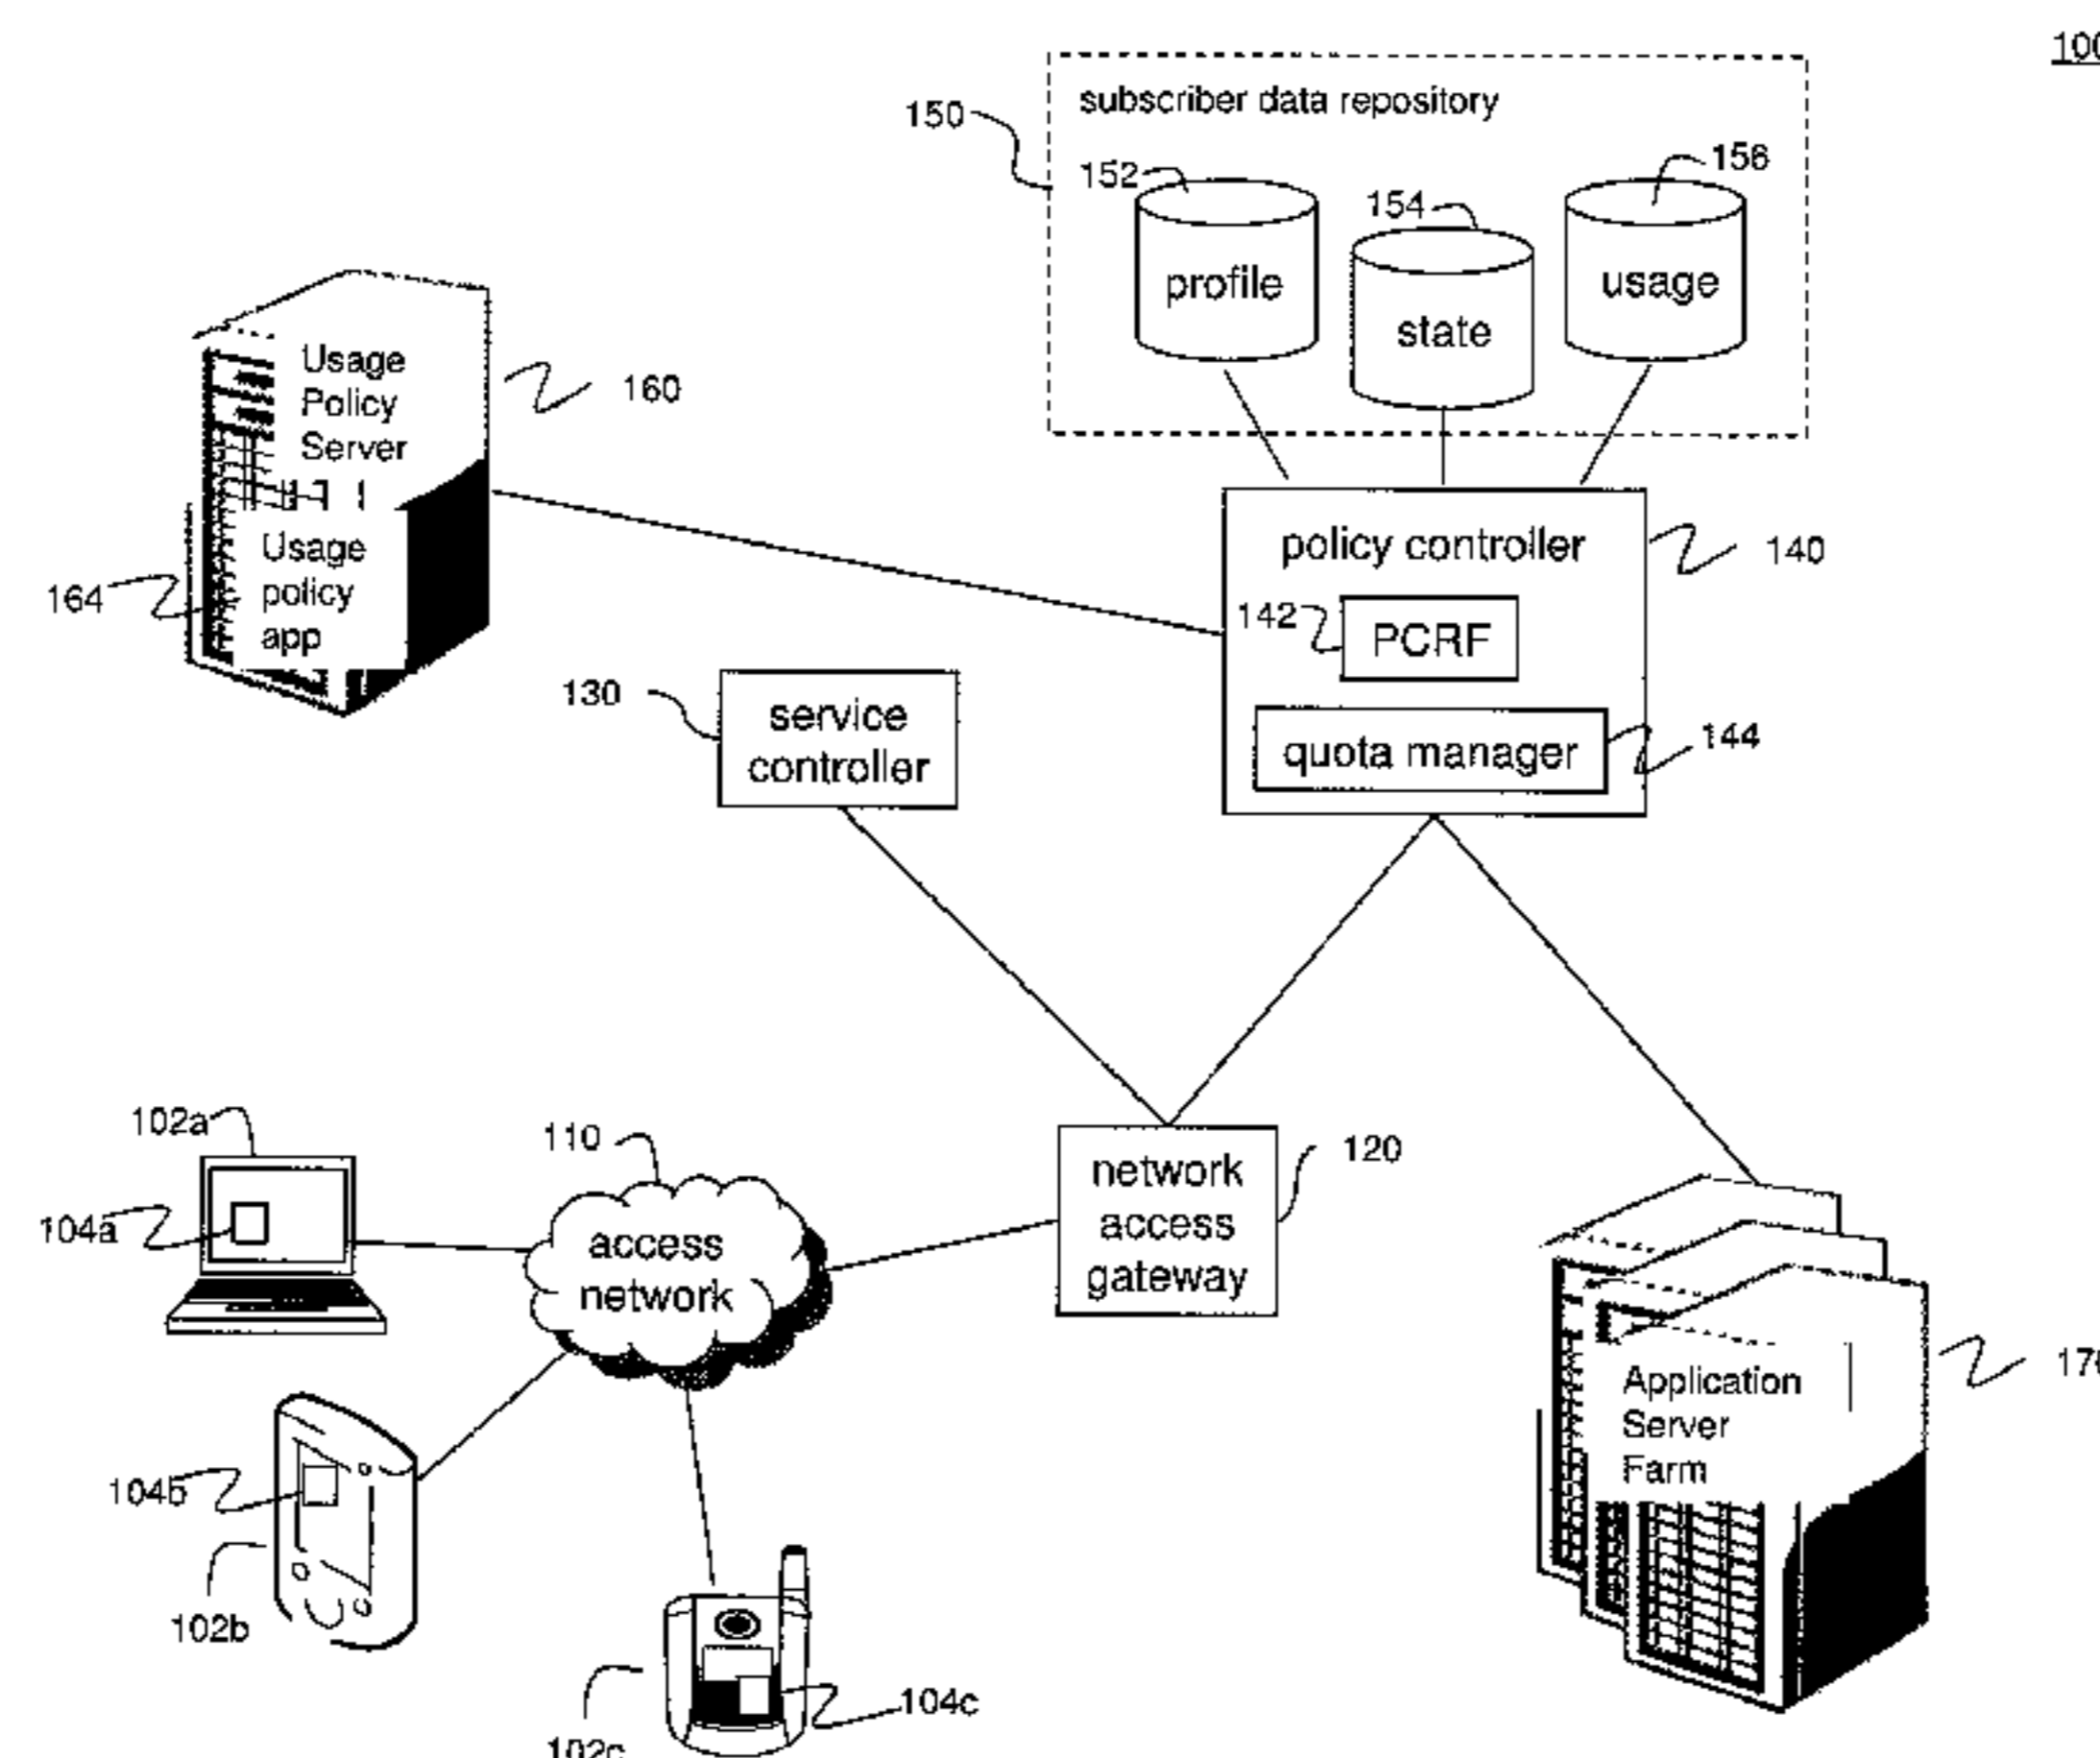 100
subscriber data repository
150
152
154
156
profile
state
usage
Usage
Policy
Server
160
Usage
policy
app
164
policy controller
140
142
PCRF
quota manager
144
130
service
controller
102a
104a
110
access
network
network
access
gateway
120
104b
102b
102c
104c
Application
Server
Farm